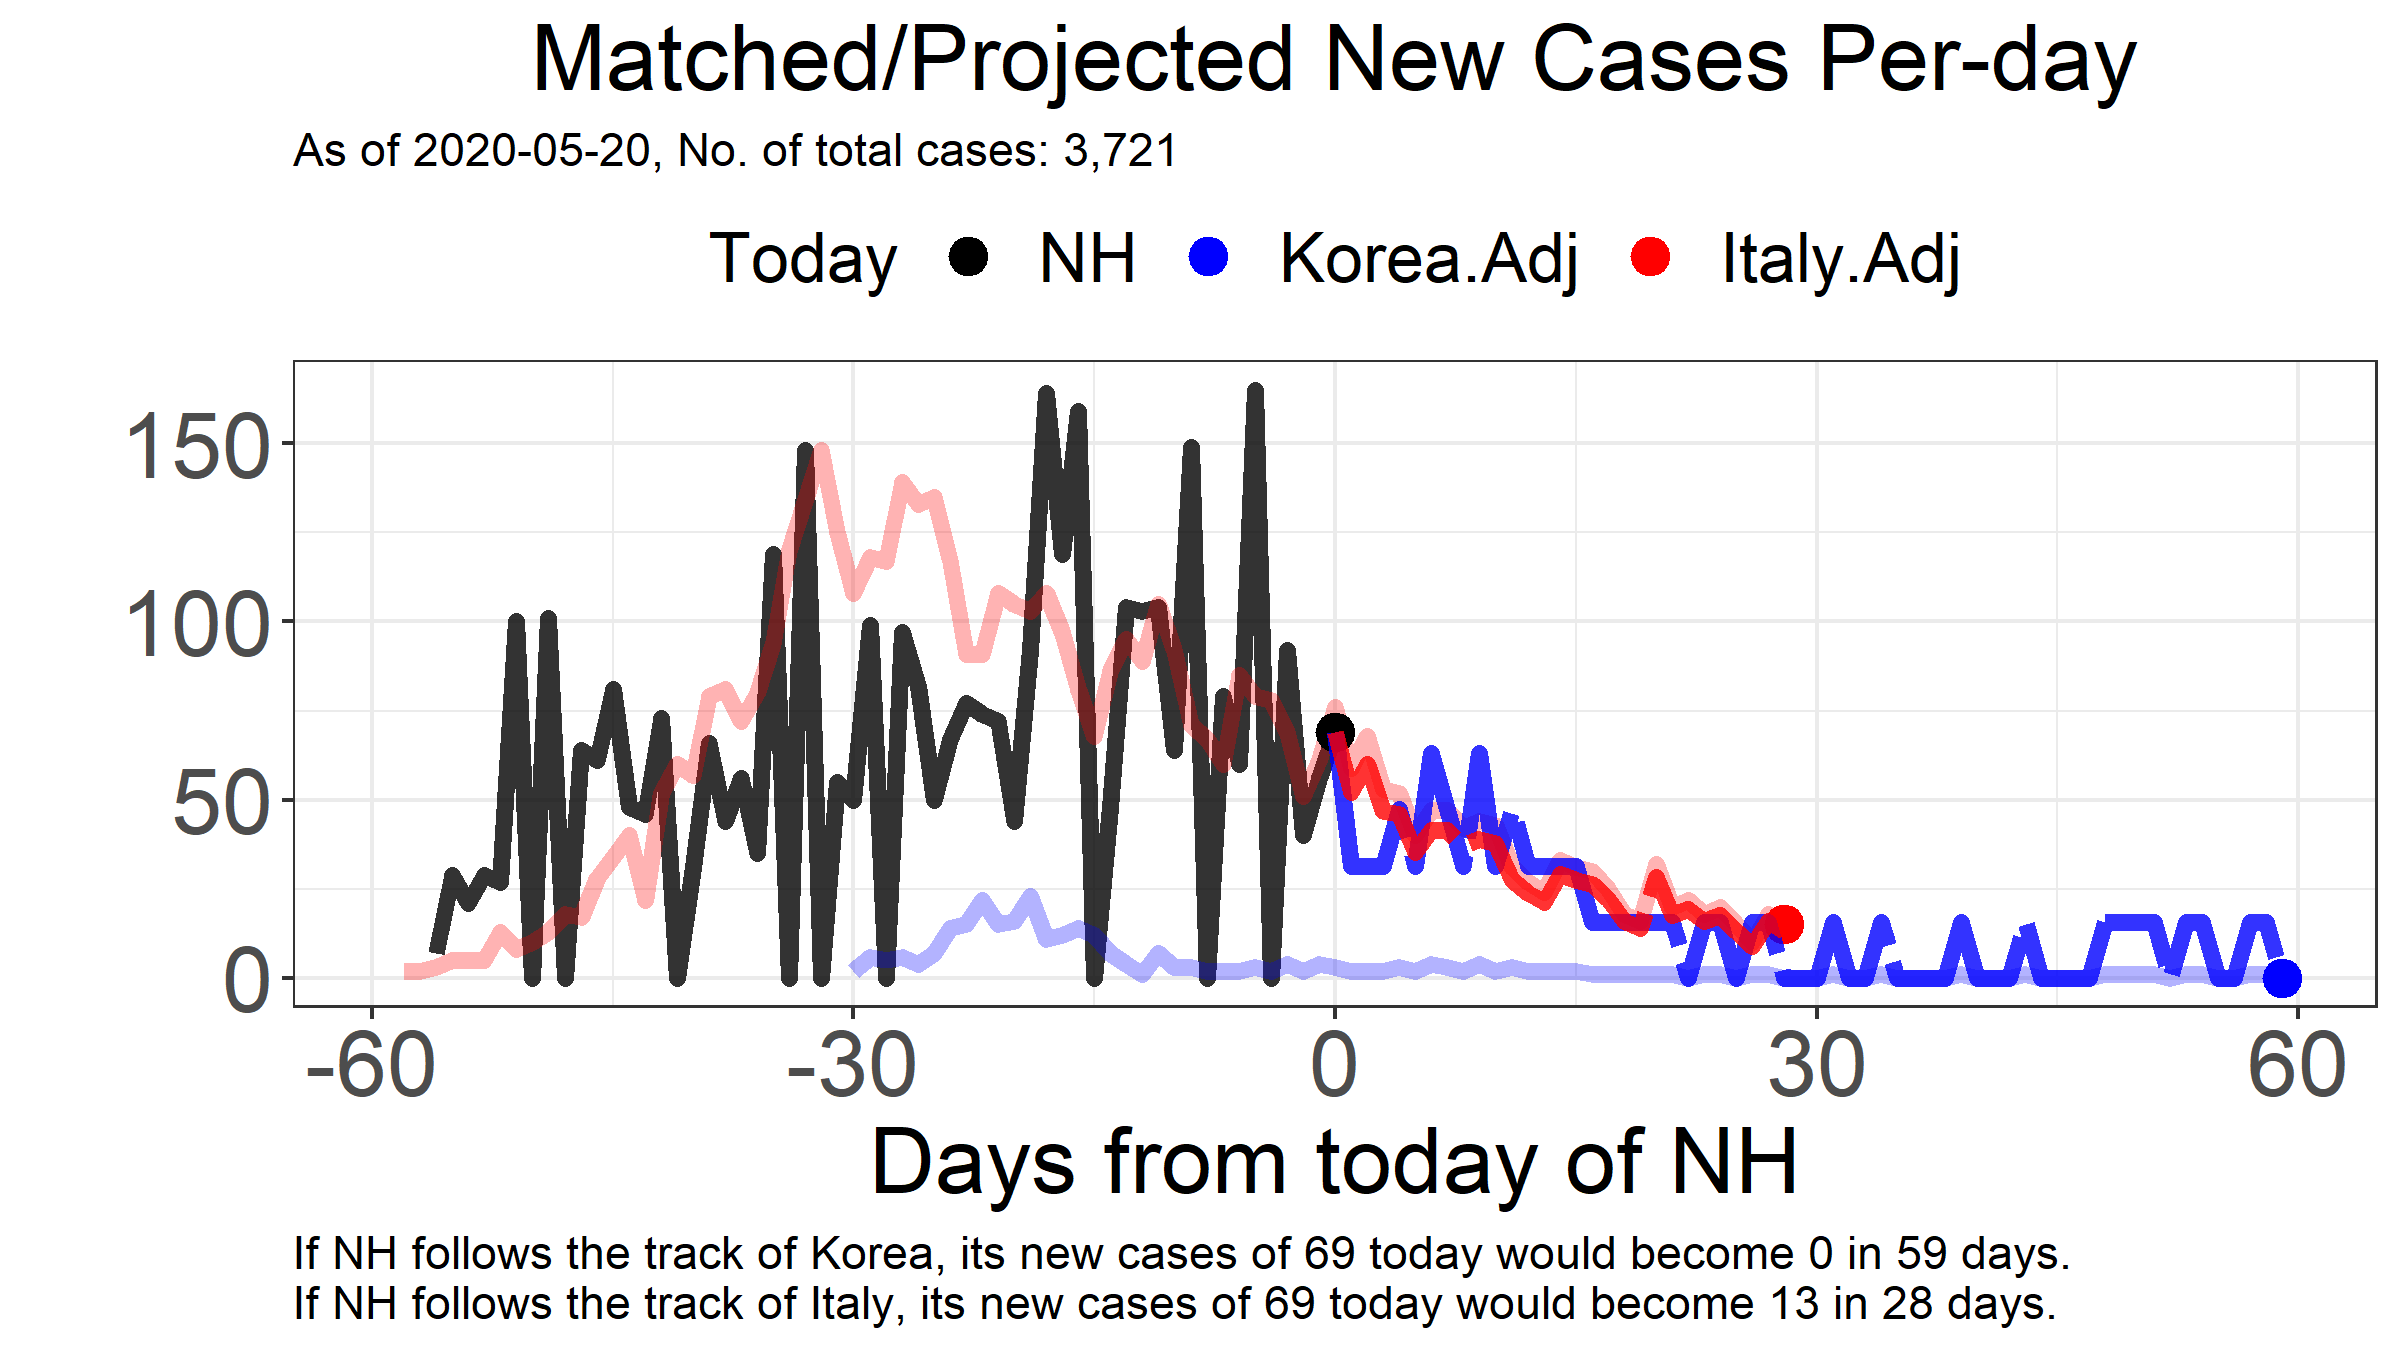 Matched/Projected New Cases Per-day
As of 2020-05-20, No. of total cases: 3,721
Today NH Korea.Adj Italy.Adj
150
100
50
0
-60 -30 0 30 60
Days from today of NH
If NH follows the track of Korea, its new cases of 69 today would become 0 in 59 days.
If NH follows the track of Italy, its new cases of 69 today would become 13 in 28 days.